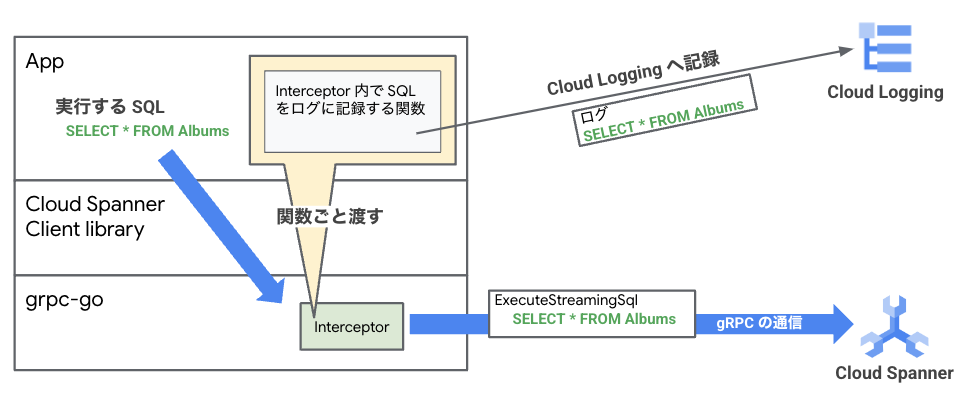 App
実行する SQL
SELECT * FROM Albums
Interceptor 内で SQL
をログに記録する関数
Cloud Logging へ記録
ログ
SELECT * FROM Albums
Cloud Logging
Cloud Spanner
Client library
関数ごと渡す
grpc-go
Interceptor
ExecuteStreamingSql
SELECT * FROM Albums
gRPC の通信
Cloud Spanner